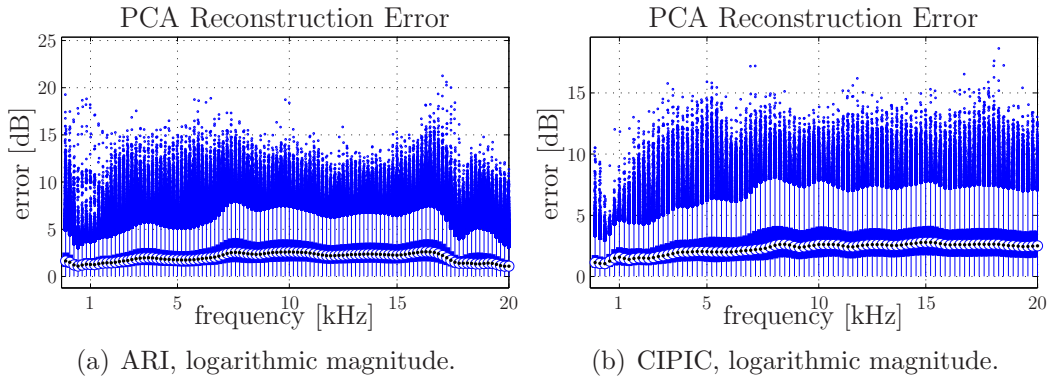 PCA Reconstruction Error
25
20
15
10
5
0
error [dB]
1
5
10
15
20
frequency [kHz]
(a) ARI, logarithmic magnitude.
PCA Reconstruction Error
15
10
5
0
error [dB]
1
5
10
15
20
frequency [kHz]
(b) CIPIC, logarithmic magnitude.